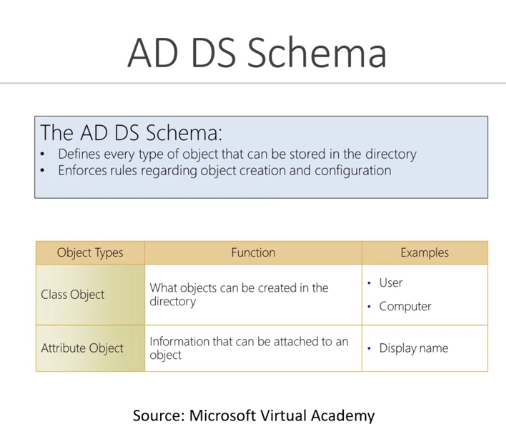 AD DS Schema
The AD DS Schema:
• Defines every type of object that can be stored in the directory
• Enforces rules regarding object creation and configuration
Object Types Function Examples
Class Object
What objects can be created in the
directory
• User
• Computer
Attribute Object
Information that can be attached to an
object
• Display name
Source: Microsoft Virtual Academy